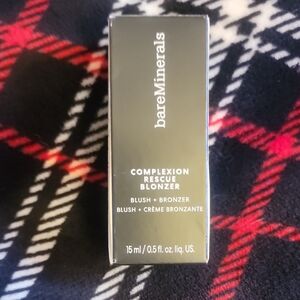 bareMinerals
COMPLEXION
RESCUE
BLONZER
BLUSH + BRONZER
BLUSH + CRÈME BRONZANTE
15 ml / 0.5 fl. oz. liq. US.